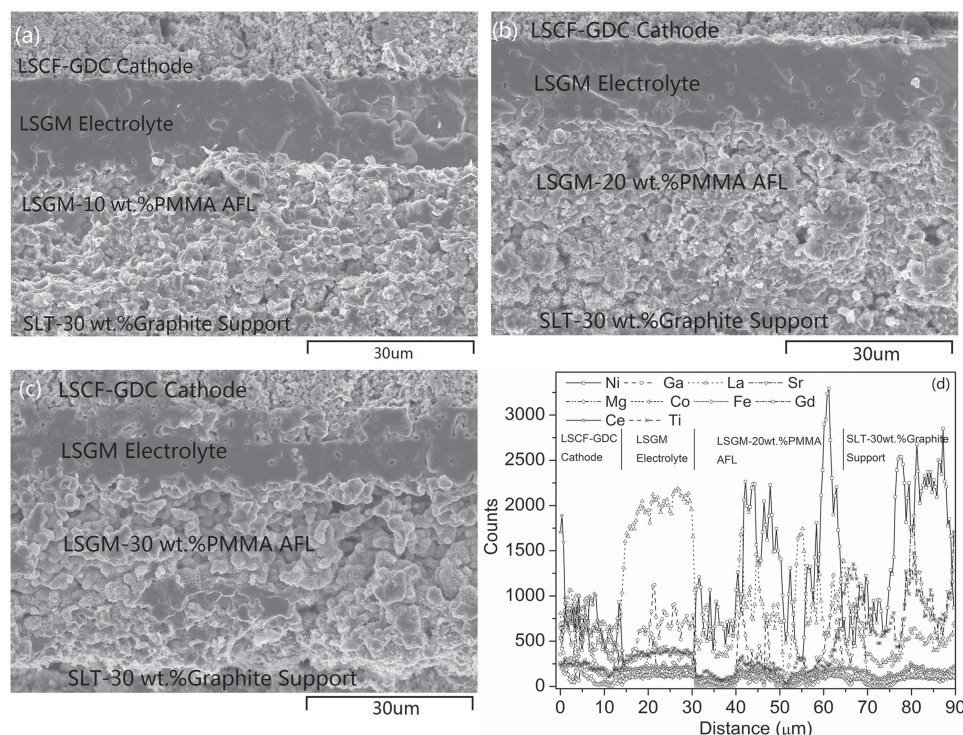 (a)
LSCF-GDC Cathode
LSGM Electrolyte
LSGM-10 wt.%PMMA AFL
SLT-30 wt.%Graphite Support
30um
(b)
LSCF-GDC Cathode
LSGM Electrolyte
LSGM-20 wt.%PMMA AFL
SLT-30 wt.%Graphite Support
30um
(c)
LSCF-GDC Cathode
LSGM Electrolyte
LSGM-30 wt.%PMMA AFL
SLT-30 wt.%Graphite Support
30um
(d)
Ni Ga La Sr
Mg Co Fe Gd
Ce Ti
LSCF-GDC
Cathode
LSGM
Electrolyte
LSGM-20wt.%PMMA
AFL
SLT-30wt.%Graphite
Support
Counts
3000
2500
2000
1500
1000
500
0
0 10 20 30 40 50 60 70 80 90
Distance (μm)